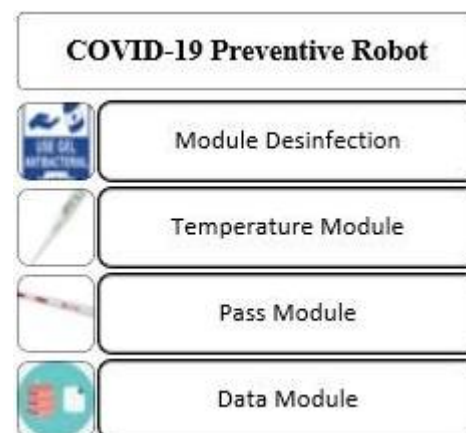 COVID-19 Preventive Robot
USE GEL
ANTIBACTERIAL
Module Desinfection
Temperature Module
Pass Module
Data Module